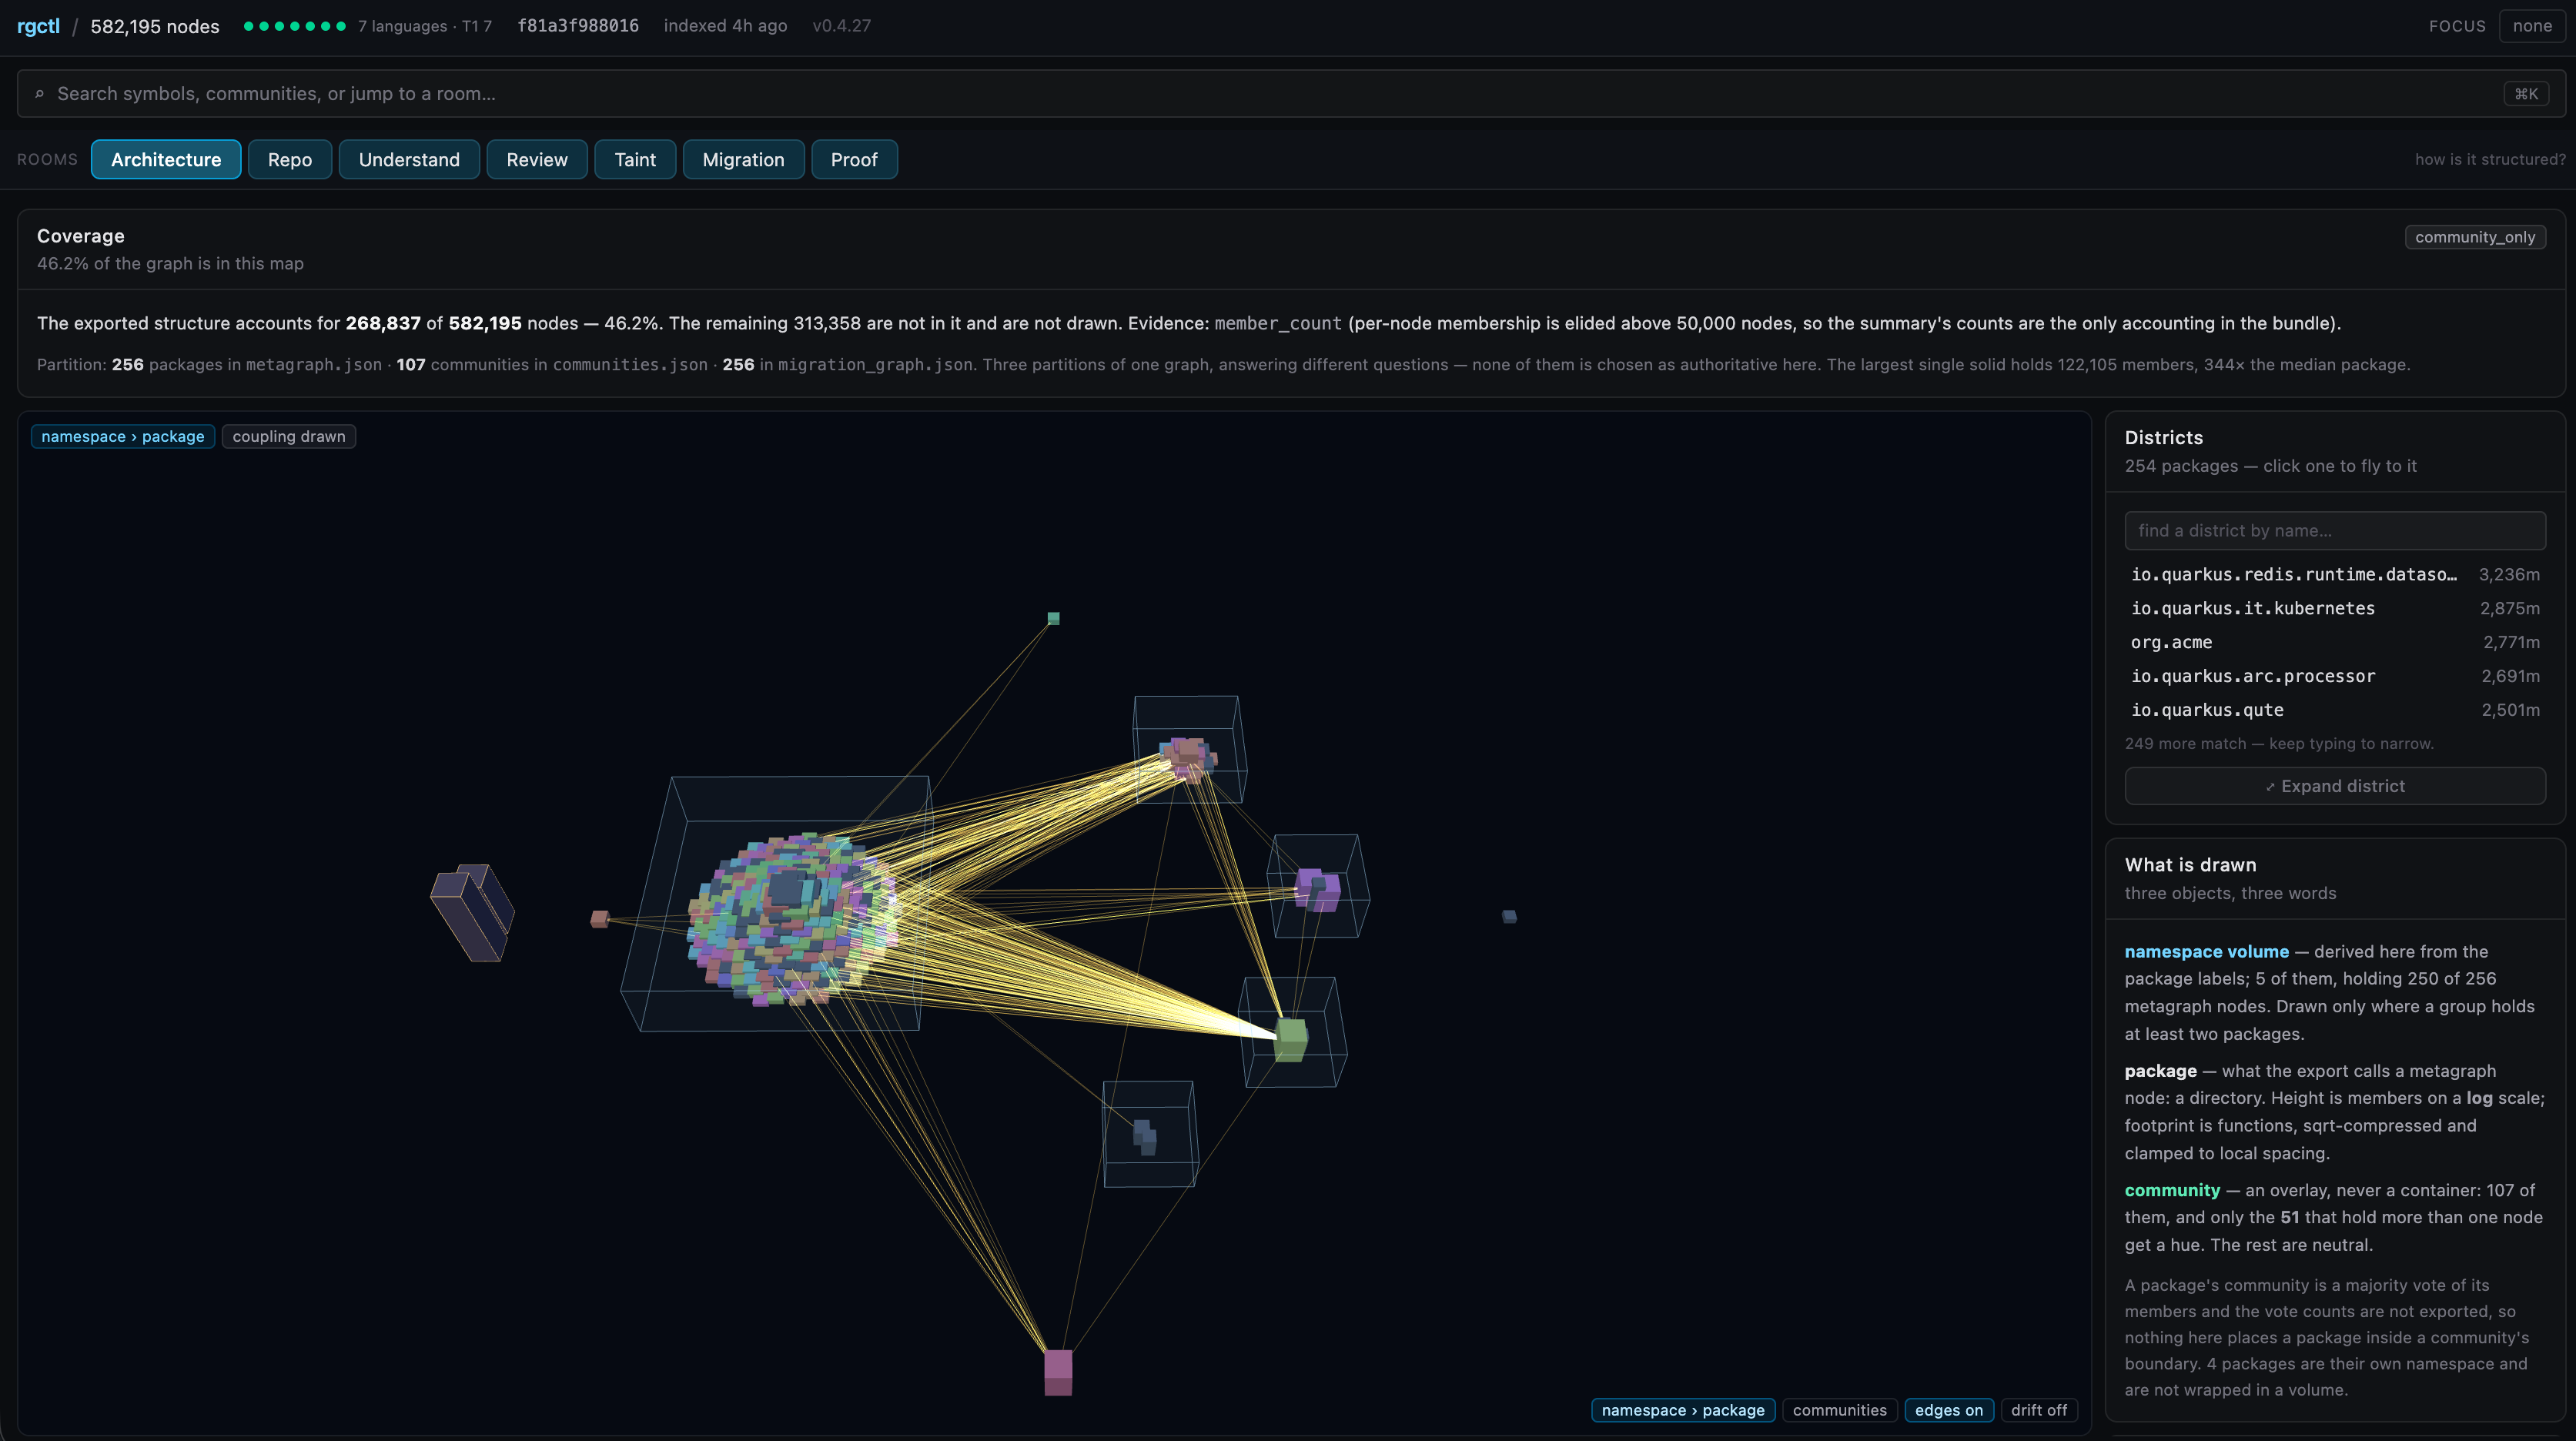 rgctl / 582,195 nodes 7 languages · T1 7 f81a3f988016 indexed 4h ago v0.4.27 FOCUS none
Search symbols, communities, or jump to a room... ⌘K
ROOMS Architecture Repo Understand Review Taint Migration Proof how is it structured?
Coverage community_only
46.2% of the graph is in this map
The exported structure accounts for 268,837 of 582,195 nodes — 46.2%. The remaining 313,358 are not in it and are not drawn. Evidence: member_count (per-node membership is elided above 50,000 nodes, so the summary's counts are the only accounting in the bundle).
Partition: 256 packages in metagraph.json · 107 communities in communities.json · 256 in migration_graph.json. Three partitions of one graph, answering different questions — none of them is chosen as authoritative here. The largest single solid holds 122,105 members, 344× the median package.
namespace › package coupling drawn
namespace › package communities edges on drift off
Districts
254 packages — click one to fly to it
find a district by name...
io.quarkus.redis.runtime.dataso… 3,236m
io.quarkus.it.kubernetes 2,875m
org.acme 2,771m
io.quarkus.arc.processor 2,691m
io.quarkus.qute 2,501m
249 more match — keep typing to narrow.
⤢ Expand district
What is drawn
three objects, three words
namespace volume — derived here from the
package labels; 5 of them, holding 250 of 256
metagraph nodes. Drawn only where a group holds
at least two packages.
package — what the export calls a metagraph
node: a directory. Height is members on a log scale;
footprint is functions, sqrt-compressed and
clamped to local spacing.
community — an overlay, never a container: 107 of
them, and only the 51 that hold more than one node
get a hue. The rest are neutral.
A package's community is a majority vote of its
members and the vote counts are not exported, so
nothing here places a package inside a community's
boundary. 4 packages are their own namespace and
are not wrapped in a volume.